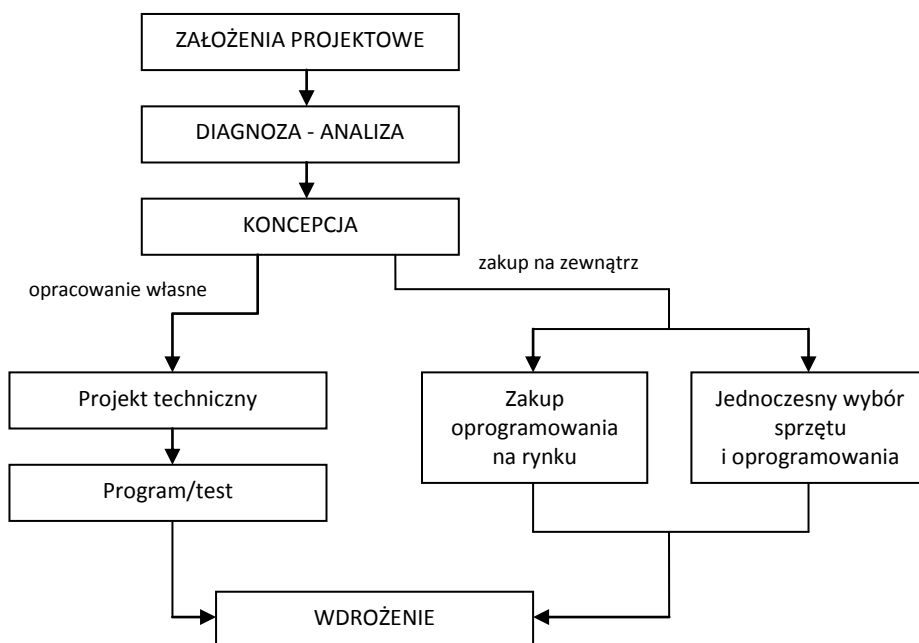 ZAŁOŻENIA PROJEKTOWE
DIAGNOZA - ANALIZA
KONCEPCJA
zakup na zewnątrz
opracowanie własne
Projekt techniczny
Program/test
Zakup
oprogramowania
na rynku
Jednoczesny wybór
sprzętu
i oprogramowania
WDROŻENIE